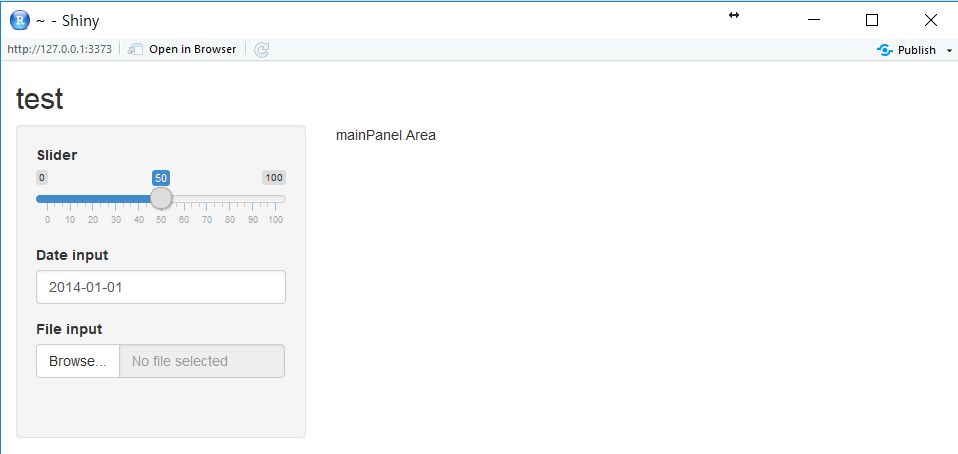 ~ - Shiny
http://127.0.0.1:3373 Open in Browser Publish
test
Slider
0 50 100
0 10 20 30 40 50 60 70 80 90 100
Date input
2014-01-01
File input
Browse... No file selected
mainPanel Area